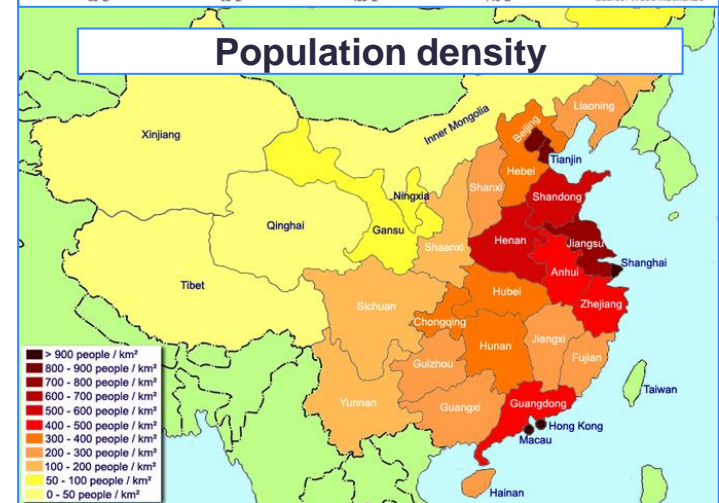 Population density
Xinjiang
Inner Mongolia
Liaoning
Beijing
Tianjin
Hebei
Ningxia
Shanxi
Shandong
Qinghai
Gansu
Shaanxi
Henan
Jiangsu
Shanghai
Anhui
Tibet
Sichuan
Hubei
Zhejiang
Chongqing
Hunan
Jiangxi
Guizhou
Fujian
Yunnan
Guangxi
Guangdong
Taiwan
Hong Kong
Macau
Hainan
> 900 people / km²
800 - 900 people / km²
700 - 800 people / km²
600 - 700 people / km²
500 - 600 people / km²
400 - 500 people / km²
300 - 400 people / km²
200 - 300 people / km²
100 - 200 people / km²
50 - 100 people / km²
0 - 50 people / km²